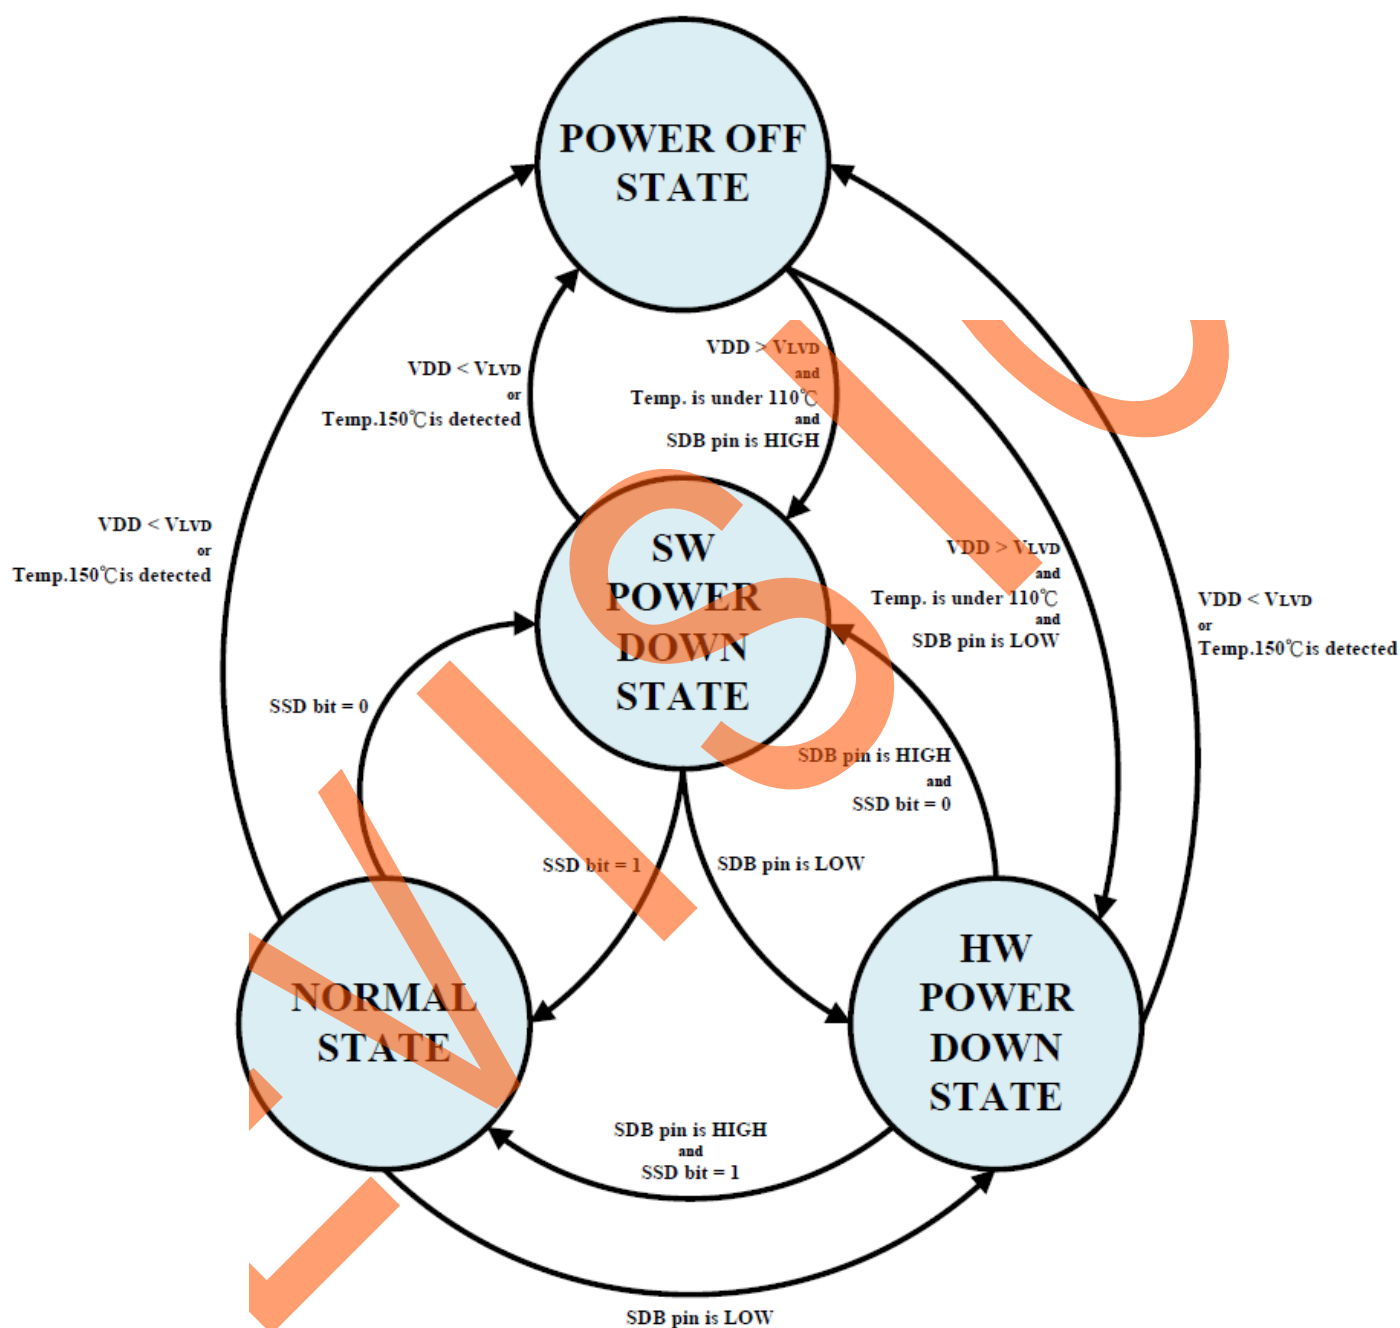 POWER OFF
STATE
VDD < VLVD
or
Temp.150℃is detected
VDD > VLVD
and
Temp. is under 110℃
and
SDB pin is HIGH
VDD < VLVD
or
Temp.150℃is detected
SW
POWER
DOWN
STATE
VDD > VLVD
and
Temp. is under 110℃
and
SDB pin is LOW
VDD < VLVD
or
Temp.150℃is detected
SSD bit = 0
SDB pin is HIGH
and
SSD bit = 0
SSD bit = 1
SDB pin is LOW
NORMAL
STATE
HW
POWER
DOWN
STATE
SDB pin is HIGH
and
SSD bit = 1
SDB pin is LOW